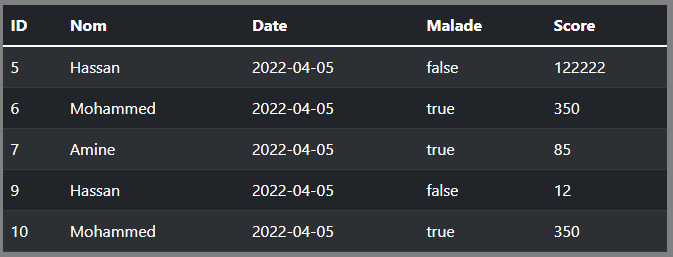 ID Nom Date Malade Score
5 Hassan 2022-04-05 false 122222
6 Mohammed 2022-04-05 true 350
7 Amine 2022-04-05 true 85
9 Hassan 2022-04-05 false 12
10 Mohammed 2022-04-05 true 350